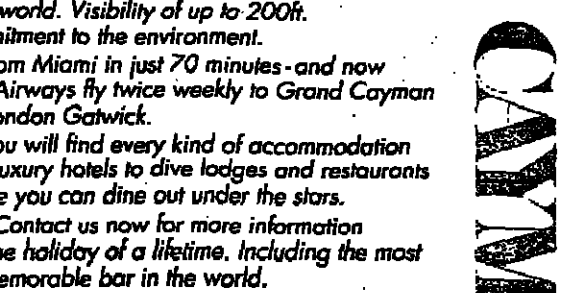 world. Visibility of up to 200ft.
mitment to the environment.
om Miami in just 70 minutes - and now
Airways fly twice weekly to Grand Cayman
ondon Gatwick.
ou will find every kind of accommodation
uxury hotels to dive lodges and restaurants
e you can dine out under the stars.
Contact us now for more information
he holiday of a lifetime. Including the most
emorable bar in the world.
CAYM